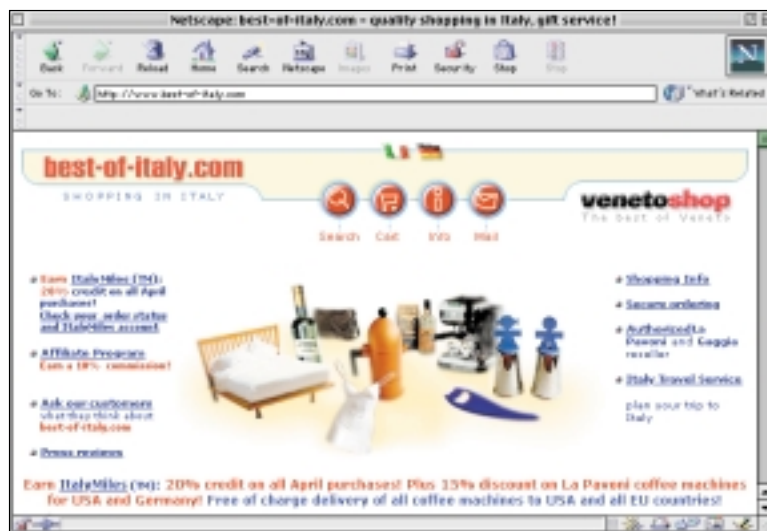 Netscape: best-of-italy.com - quality shopping in Italy, gift service!
Back Forward Reload Home Search Netscape Images Print Security Shop Stop
N
Go To: http://www.best-of-italy.com What's Related
best-of-italy.com
SHOPPING IN ITALY
venetoshop
The best of Veneto
Search Cart Info Mail
Earn ItalyMiles (TM):
20% credit on all April
purchases!
Check your order status
and ItalyMiles account
Affiliate Program
Earn a 10% commission!
Ask our customers
what they think about
best-of-italy.com
Press reviews
Shopping Info
Secure ordering
Authorized La
Pavoni and Gaggia
reseller
Italy Travel Service
plan your trip to
Italy
Earn ItalyMiles (TM): 20% credit on all April purchases! Plus 15% discount on La Pavoni coffee machines
for USA and Germany! Free of charge delivery of all coffee machines to USA and all EU countries!